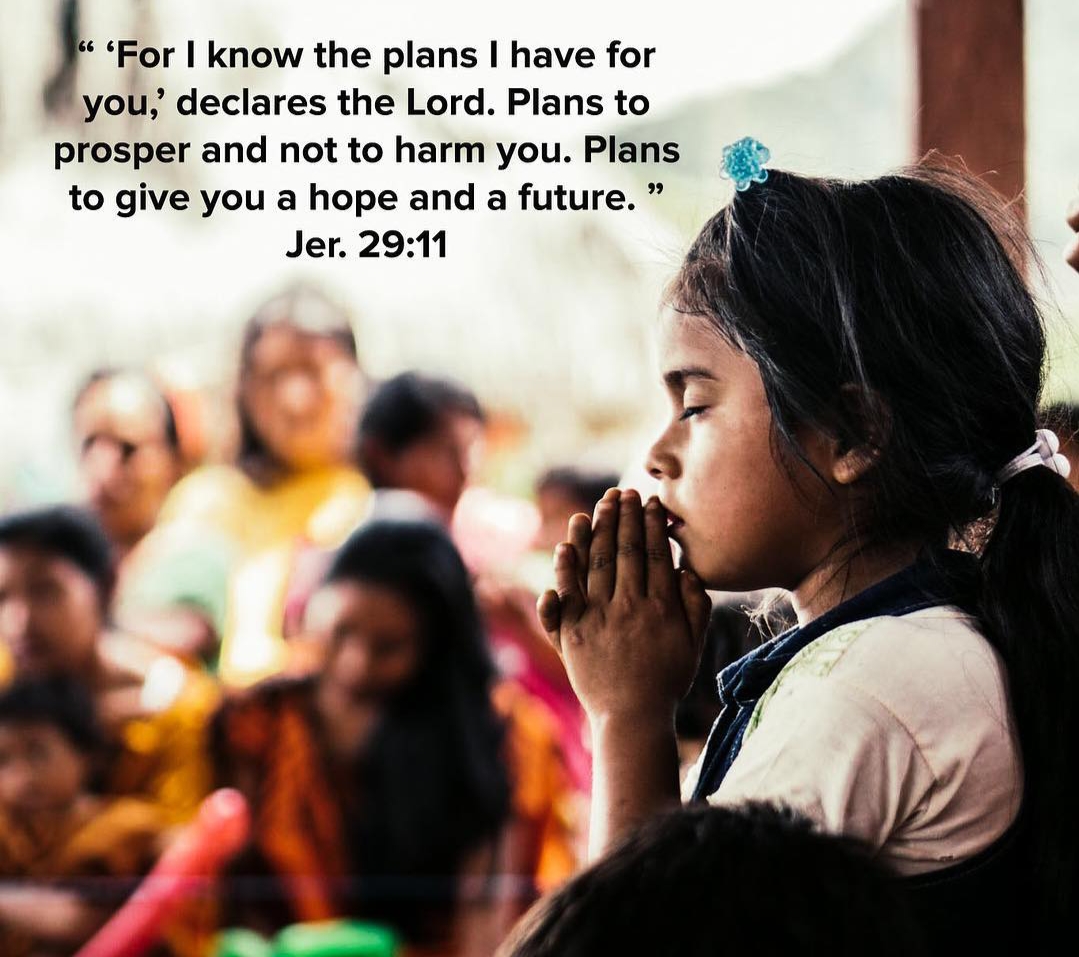 “ ‘For I know the plans I have for
you,’ declares the Lord. Plans to
prosper and not to harm you. Plans
to give you a hope and a future. ”
Jer. 29:11